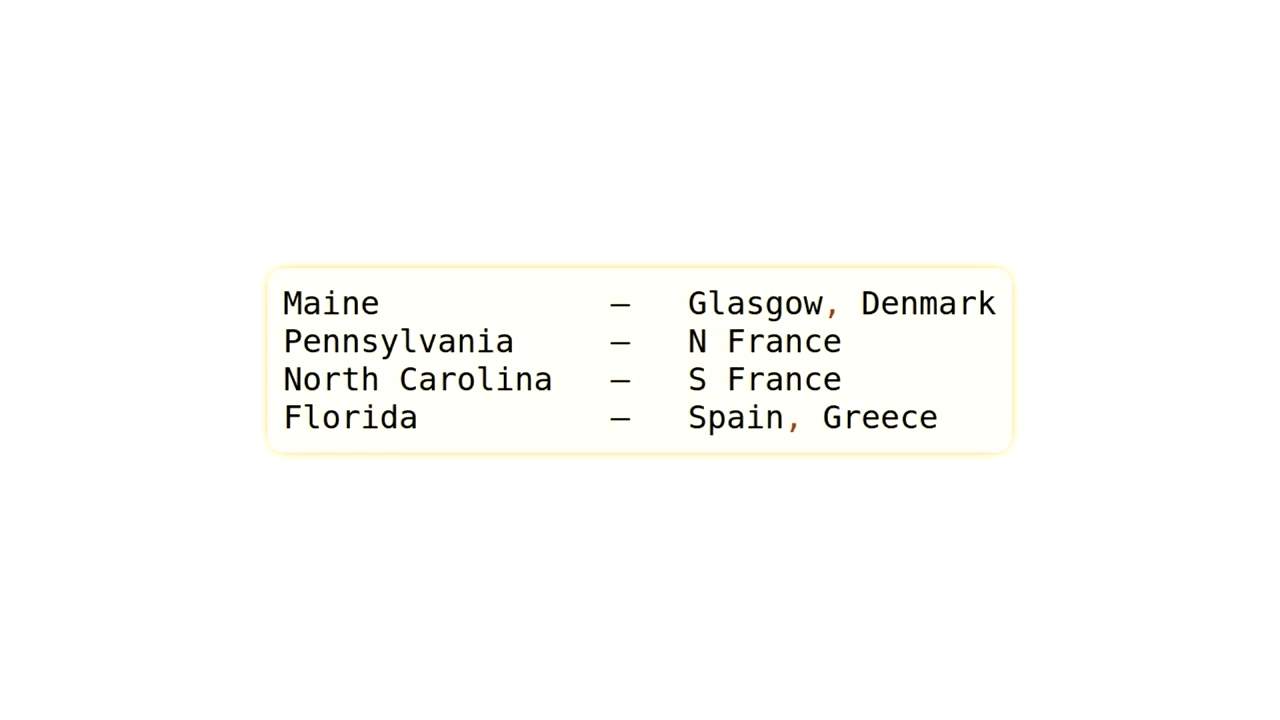 Maine — Glasgow, Denmark
Pennsylvania — N France
North Carolina — S France
Florida — Spain, Greece